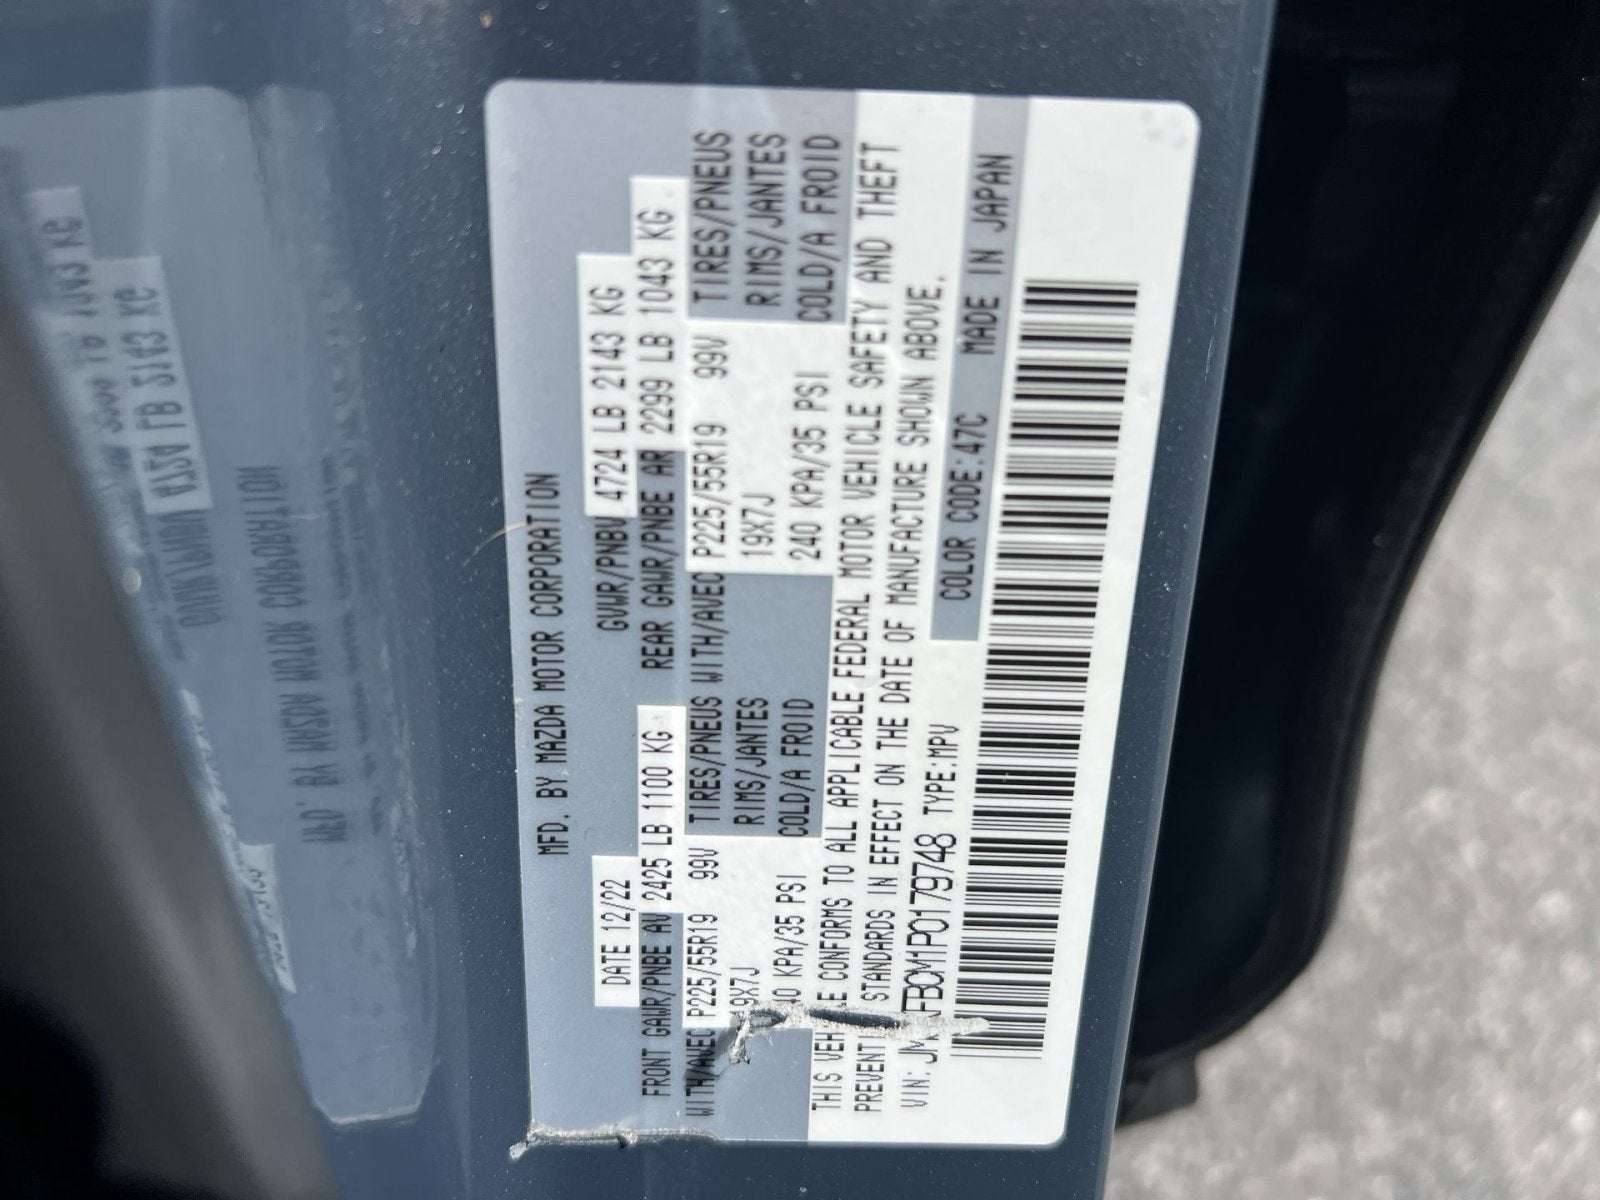 MFD. BY MAZDA MOTOR CORPORATION
DATE 12/22 GVWR/PNBV 4724 LB 2143 KG
FRONT GAWR/PNBE AV 2425 LB 1100 KG REAR GAWR/PNBE AR 2299 LB 1043 KG
WITH/AVEC P225/55R19 99V TIRES/PNEUS WITH/AVEC P225/55R19 99V TIRES/PNEUS
19X7J RIMS/JANTES 19X7J RIMS/JANTES
KPA/35 PSI COLD/A FROID 240 KPA/35 PSI COLD/A FROID
THIS CONFORMS TO ALL APPLICABLE FEDERAL MOTOR VEHICLE SAFETY AND THEFT
STANDARDS IN EFFECT ON THE DATE OF MANUFACTURE SHOWN ABOVE.
VIN: JM FBCM1P0179748 TYPE:MPV COLOR CODE:47C MADE IN JAPAN